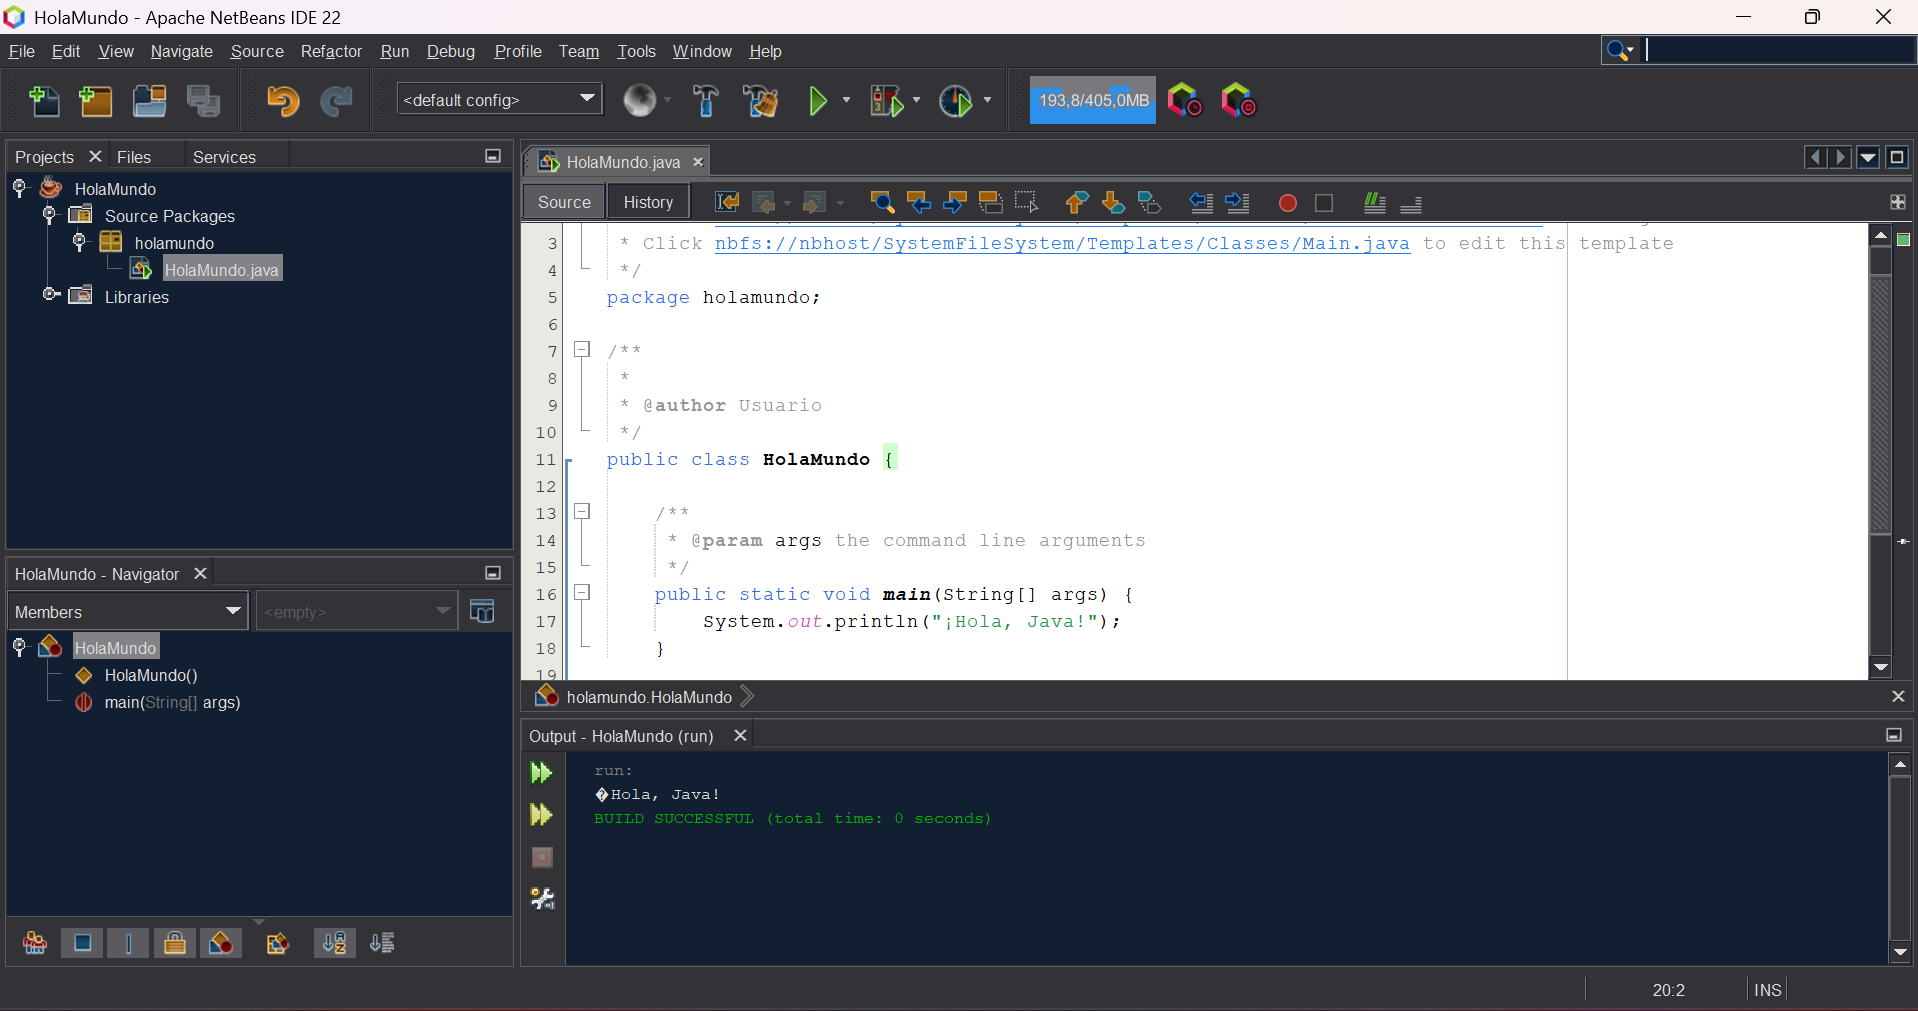 HolaMundo - Apache NetBeans IDE 22
File Edit View Navigate Source Refactor Run Debug Profile Team Tools Window Help
<default config>
193,8/405,0MB
Projects Files Services
HolaMundo
Source Packages
holamundo
HolaMundo.java
Libraries
HolaMundo - Navigator
Members <empty>
HolaMundo
HolaMundo()
main(String[] args)
HolaMundo.java
Source History
3 * Click nbfs://nbhost/SystemFileSystem/Templates/Classes/Main.java to edit this template
4 */
5 package holamundo;
6
7 /**
8 *
9 * @author Usuario
10 */
11 public class HolaMundo {
12
13 /**
14 * @param args the command line arguments
15 */
16 public static void main(String[] args) {
17 System.out.println("¡Hola, Java!");
18 }
19
holamundo.HolaMundo
Output - HolaMundo (run)
run:
�Hola, Java!
BUILD SUCCESSFUL (total time: 0 seconds)
20:2 INS